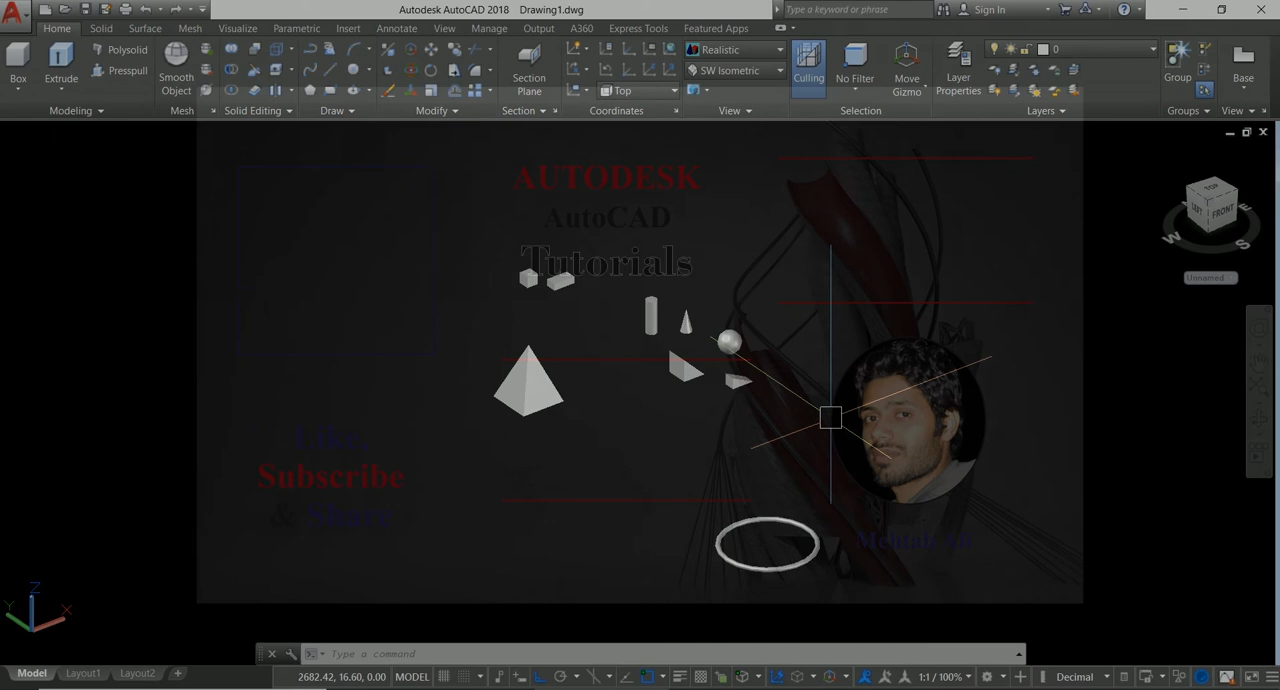 Autodesk AutoCAD 2018 Drawing1.dwg
Type a keyword or phrase
Sign In
Home Solid Surface Mesh Visualize Parametric Insert Annotate View Manage Output A360 Express Tools Featured Apps
Box
Extrude
Polysolid
Presspull
Smooth
Object
Section
Plane
Realistic
SW Isometric
Top
Culling
No Filter
Move
Gizmo
Layer
Properties
0
Group
Base
Modeling
Mesh
Solid Editing
Draw
Modify
Section
Coordinates
View
Selection
Layers
Groups
View
AUTODESK
AutoCAD
Tutorials
TOP
LEFT
FRONT
W
S
E
Unnamed
Like,
Subscribe
& Share
Z
Y
X
Type a command
Model Layout1 Layout2
2682.42, 16.60, 0.00 MODEL
1:1 / 100%
Decimal